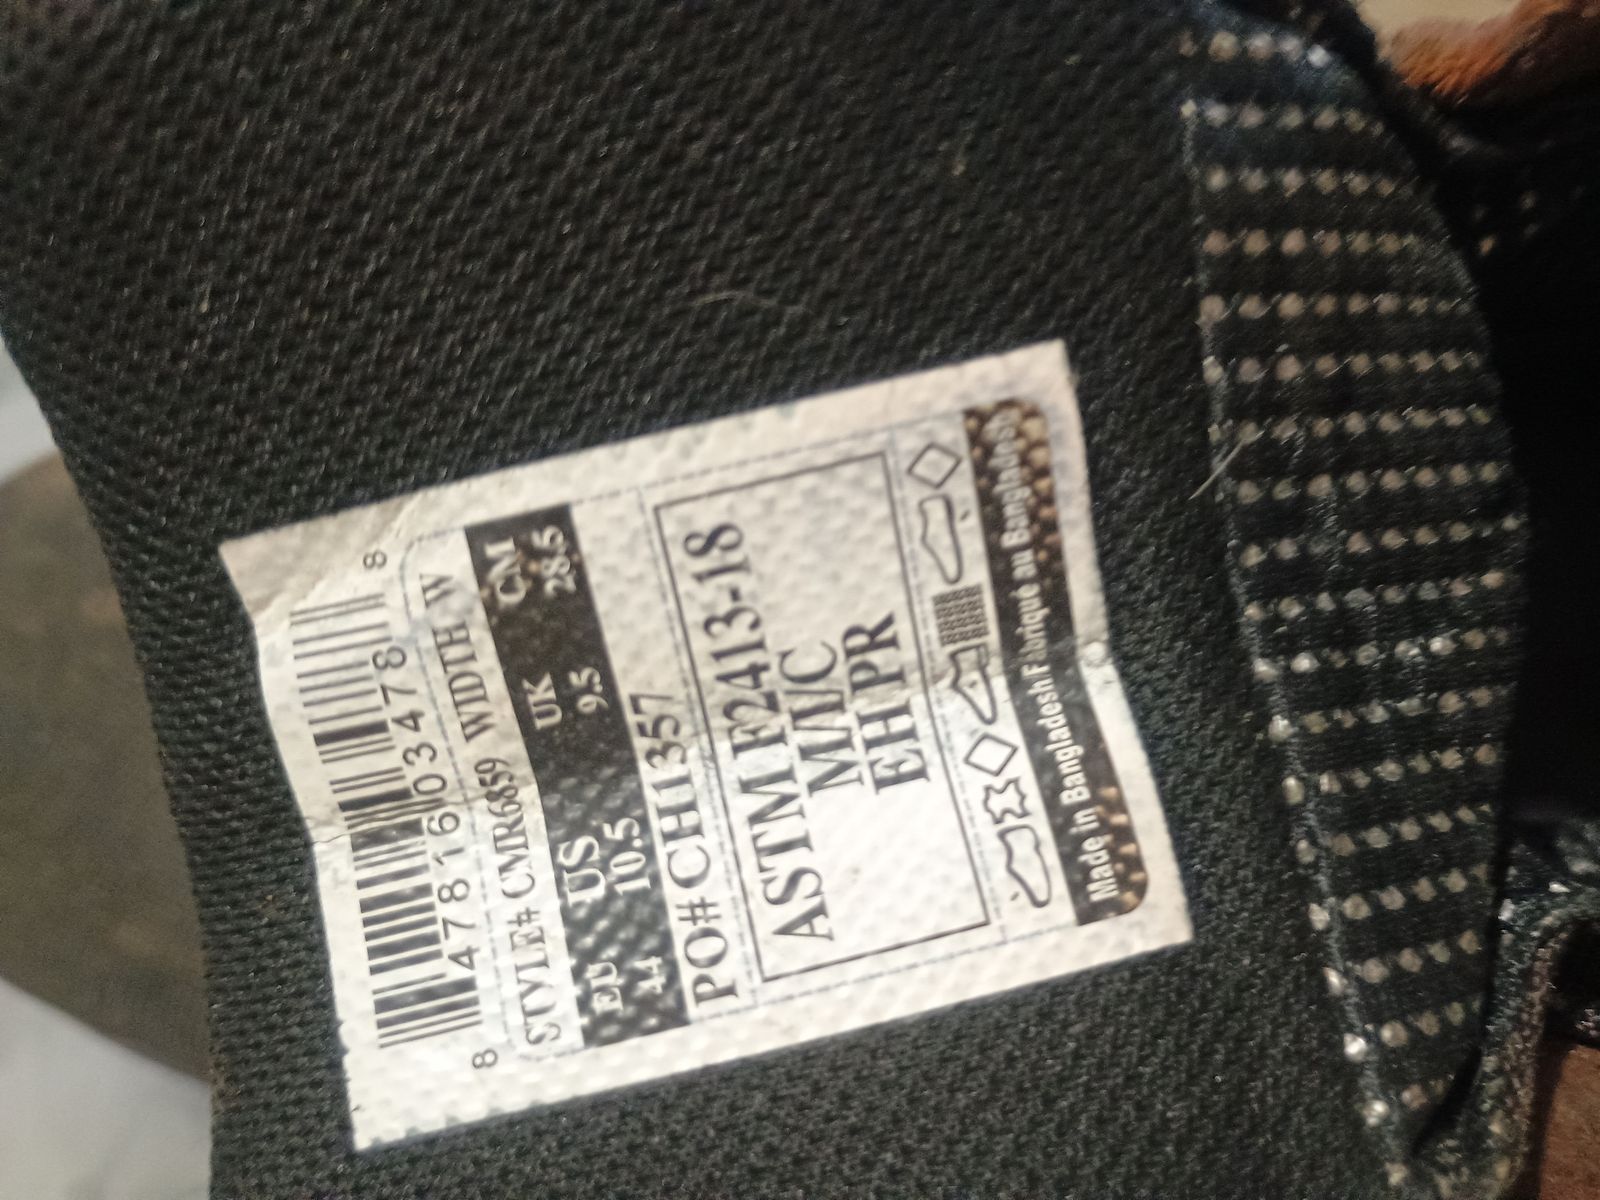 8 47816 03478 8
STYLE# CMR6859 WIDTH W
EU US UK CM
44 10.5 9.5 28.5
PO#CH1357
ASTM F2413-18
M/I/C
EH PR
Made in Bangladesh Fabriqué au Bangladesh